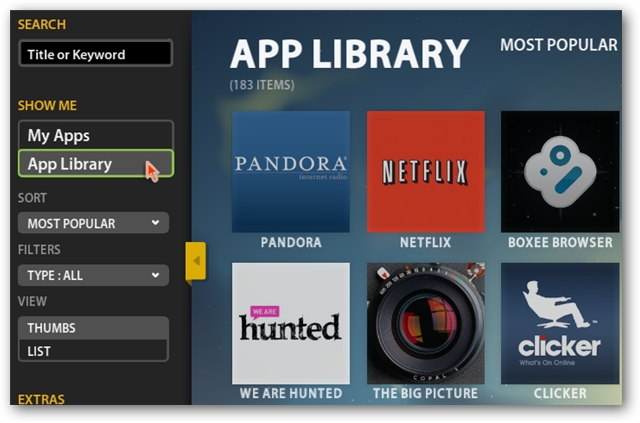 SEARCH
Title or Keyword
SHOW ME
My Apps
App Library
SORT
MOST POPULAR
FILTERS
TYPE : ALL
VIEW
THUMBS
LIST
EXTRAS
APP LIBRARY
MOST POPULAR
(183 ITEMS)
PANDORA®
internet radio
PANDORA
NETFLIX
NETFLIX
BOXEE BROWSER
WE ARE
hunted
WE ARE HUNTED
COPAL
THE BIG PICTURE
clicker
What's On Online
CLICKER